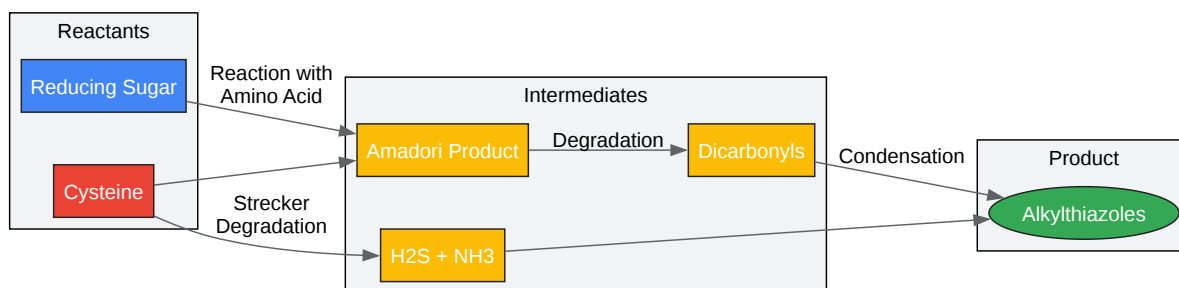 Reactants
Reducing Sugar
Cysteine
Reaction with
Amino Acid
Strecker
Degradation
Intermediates
Amadori Product
Degradation
Dicarbonyls
H2S + NH3
Condensation
Product
Alkylthiazoles